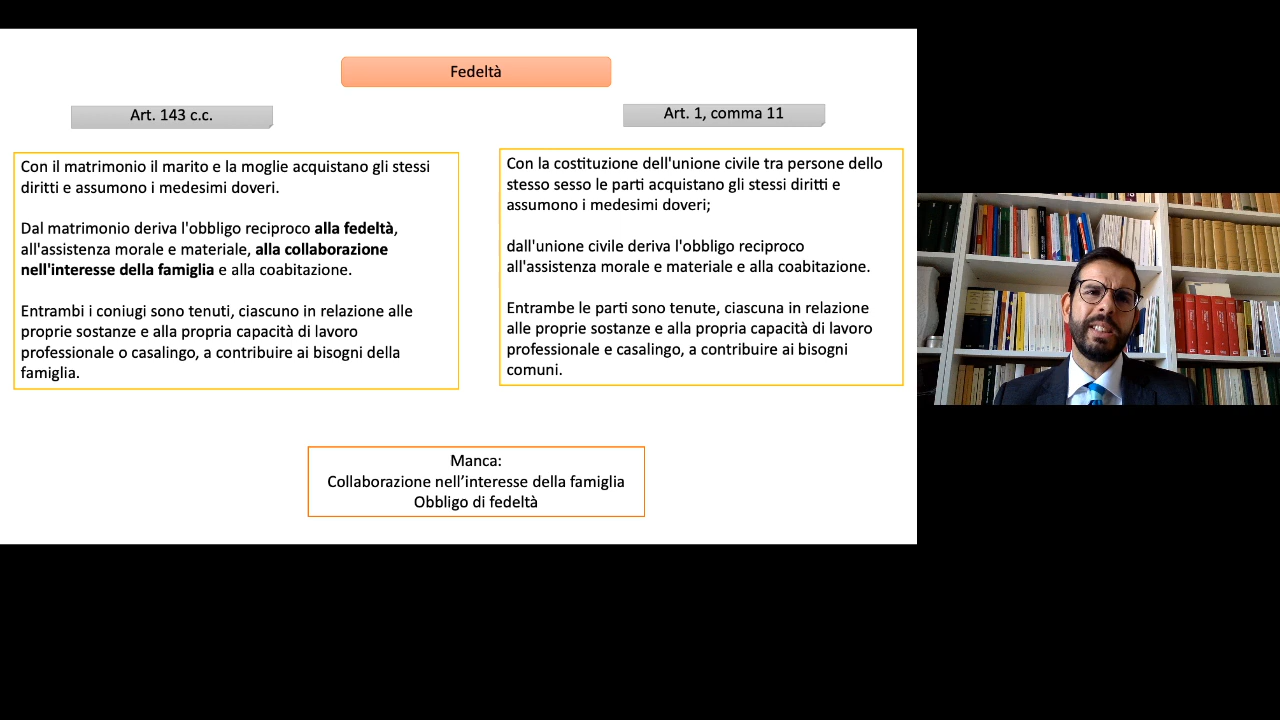 Fedeltà
Art. 143 c.c.
Con il matrimonio il marito e la moglie acquistano gli stessi
diritti e assumono i medesimi doveri.
Dal matrimonio deriva l'obbligo reciproco alla fedeltà,
all'assistenza morale e materiale, alla collaborazione
nell'interesse della famiglia e alla coabitazione.
Entrambi i coniugi sono tenuti, ciascuno in relazione alle
proprie sostanze e alla propria capacità di lavoro
professionale o casalingo, a contribuire ai bisogni della
famiglia.
Art. 1, comma 11
Con la costituzione dell'unione civile tra persone dello
stesso sesso le parti acquistano gli stessi diritti e
assumono i medesimi doveri;
dall'unione civile deriva l'obbligo reciproco
all'assistenza morale e materiale e alla coabitazione.
Entrambe le parti sono tenute, ciascuna in relazione
alle proprie sostanze e alla propria capacità di lavoro
professionale e casalingo, a contribuire ai bisogni
comuni.
Manca:
Collaborazione nell’interesse della famiglia
Obbligo di fedeltà